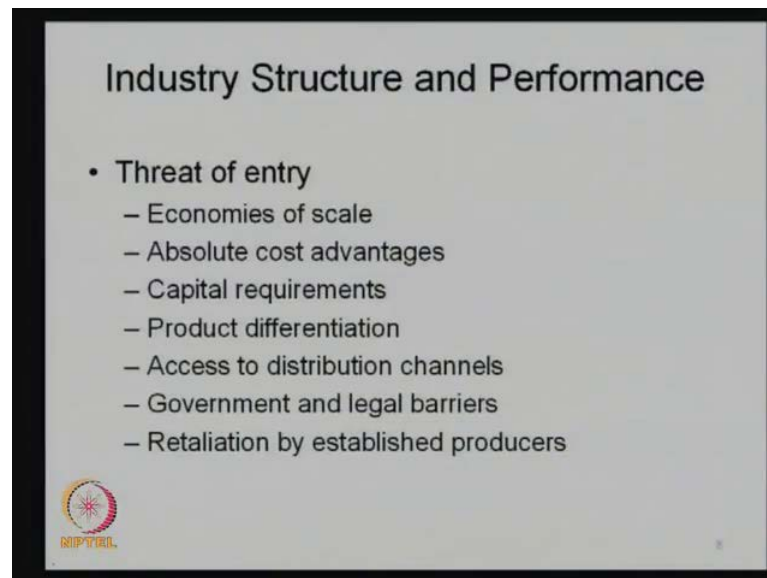 Industry Structure and Performance
• Threat of entry
– Economies of scale
– Absolute cost advantages
– Capital requirements
– Product differentiation
– Access to distribution channels
– Government and legal barriers
– Retaliation by established producers
NPTEL